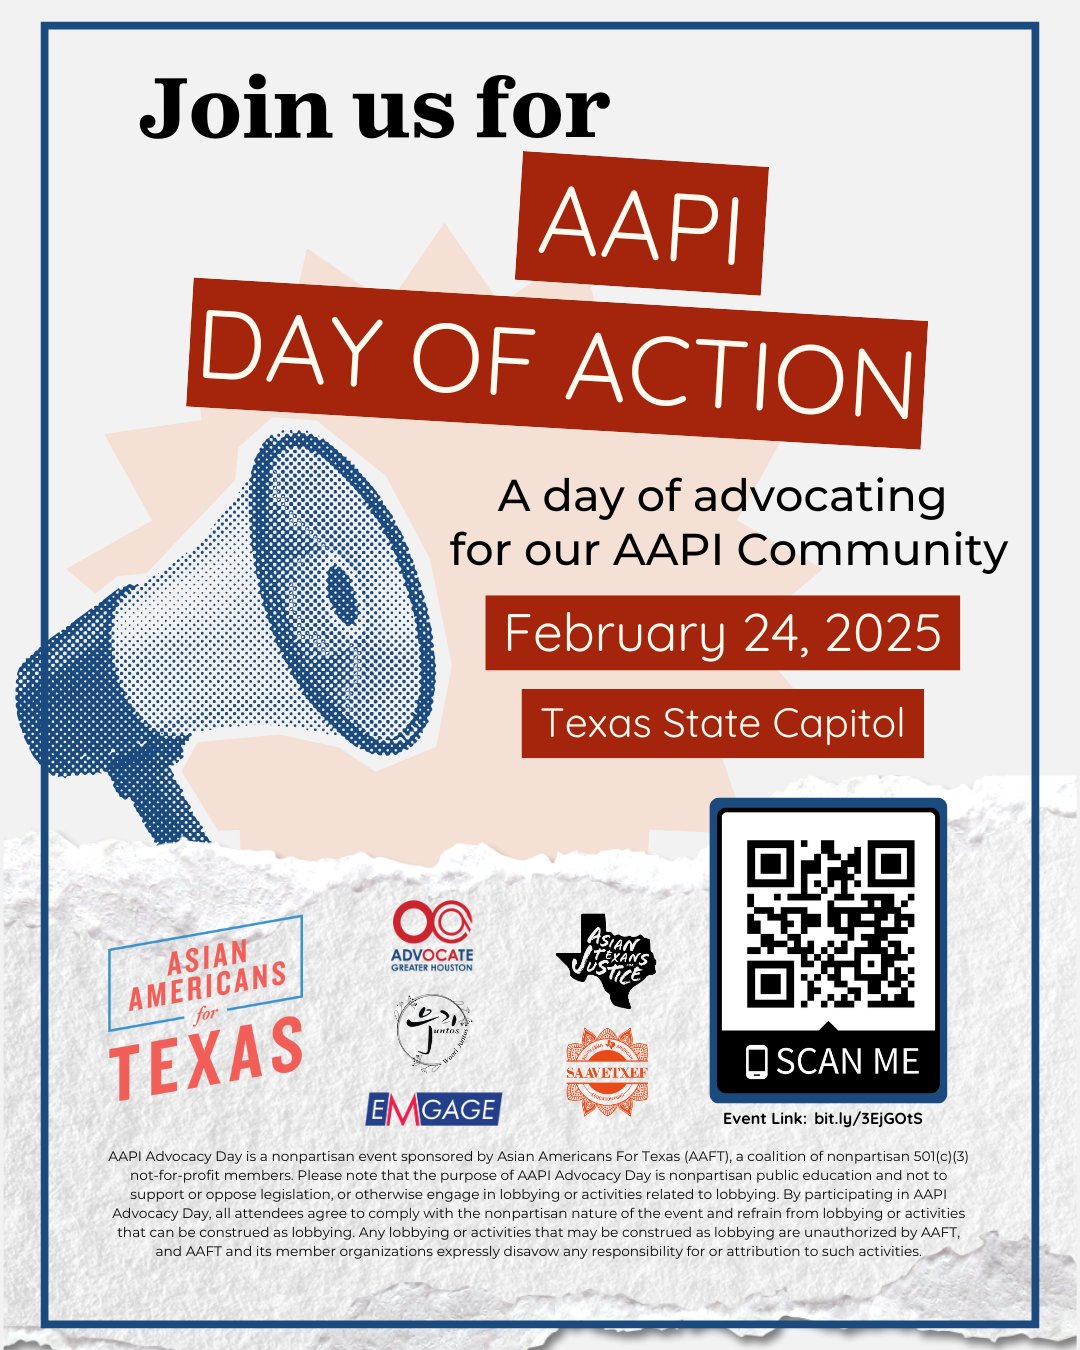 Join us for
AAPI
DAY OF ACTION
A day of advocating
for our AAPI Community
February 24, 2025
Texas State Capitol
ASIAN
AMERICANS
for
TEXAS
ADVOCATE
GREATER HOUSTON
우리
Juntos
Woori Juntos
EMGAGE
ASIAN
TEXANS
JUSTICE
SAAVETXEF
EDUCATION FUND
SCAN ME
Event Link: bit.ly/3EjGOtS
AAPI Advocacy Day is a nonpartisan event sponsored by Asian Americans For Texas (AAFT), a coalition of nonpartisan 501(c)(3)
not-for-profit members. Please note that the purpose of AAPI Advocacy Day is nonpartisan public education and not to
support or oppose legislation, or otherwise engage in lobbying or activities related to lobbying. By participating in AAPI
Advocacy Day, all attendees agree to comply with the nonpartisan nature of the event and refrain from lobbying or activities
that can be construed as lobbying. Any lobbying or activities that may be construed as lobbying are unauthorized by AAFT,
and AAFT and its member organizations expressly disavow any responsibility for or attribution to such activities.